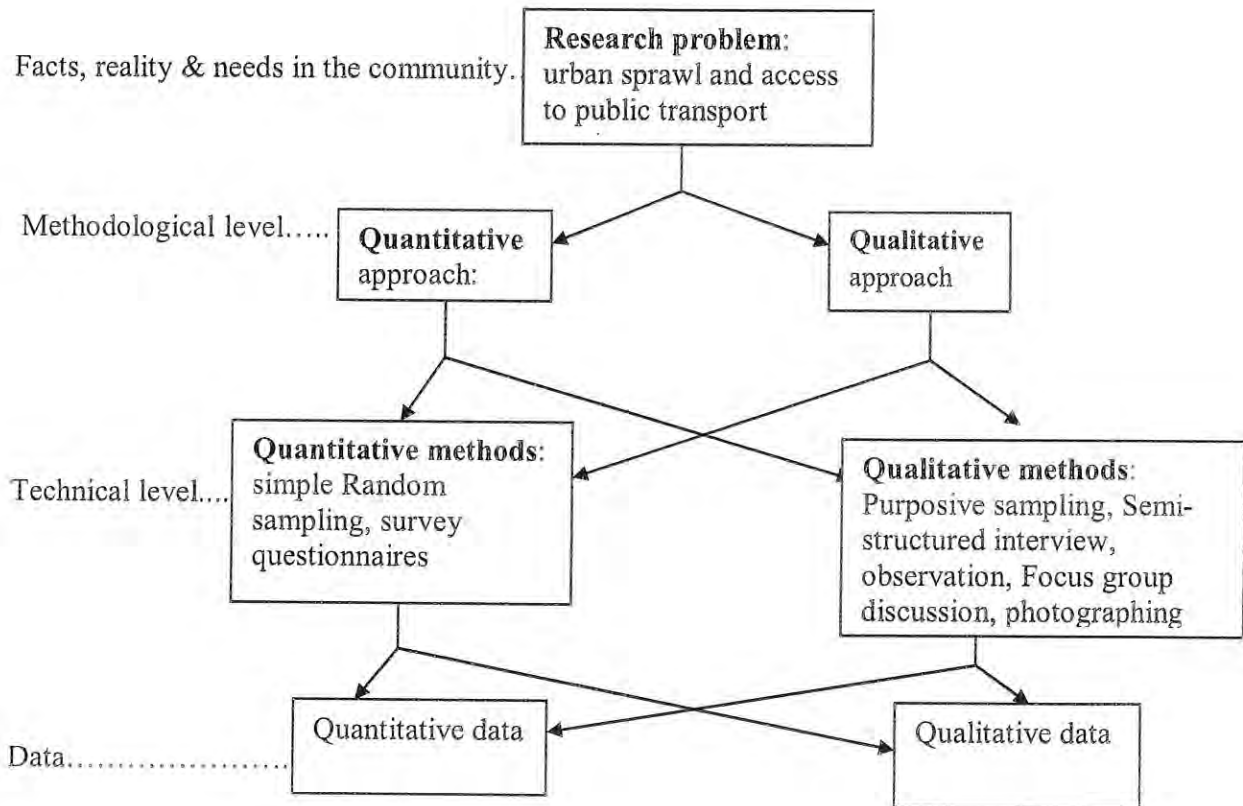 Facts, reality & needs in the community.
Research problem:
urban sprawl and access
to public transport
Methodological level.....
Quantitative
approach:
Qualitative
approach
Technical level....
Quantitative methods:
simple Random
sampling, survey
questionnaires
Qualitative methods:
Purposive sampling, Semi-
structured interview,
observation, Focus group
discussion, photographing
Data......................
Quantitative data
Qualitative data